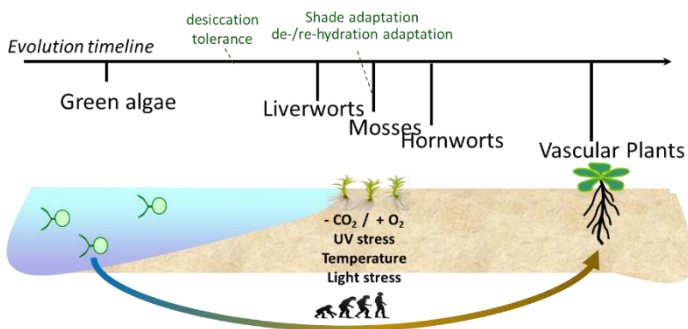 desiccation
tolerance
Shade adaptation
de-/re-hydration adaptation
Evolution timeline
Green algae
Liverworts
Mosses
Hornworts
Vascular Plants
- CO₂ / + O₂
UV stress
Temperature
Light stress